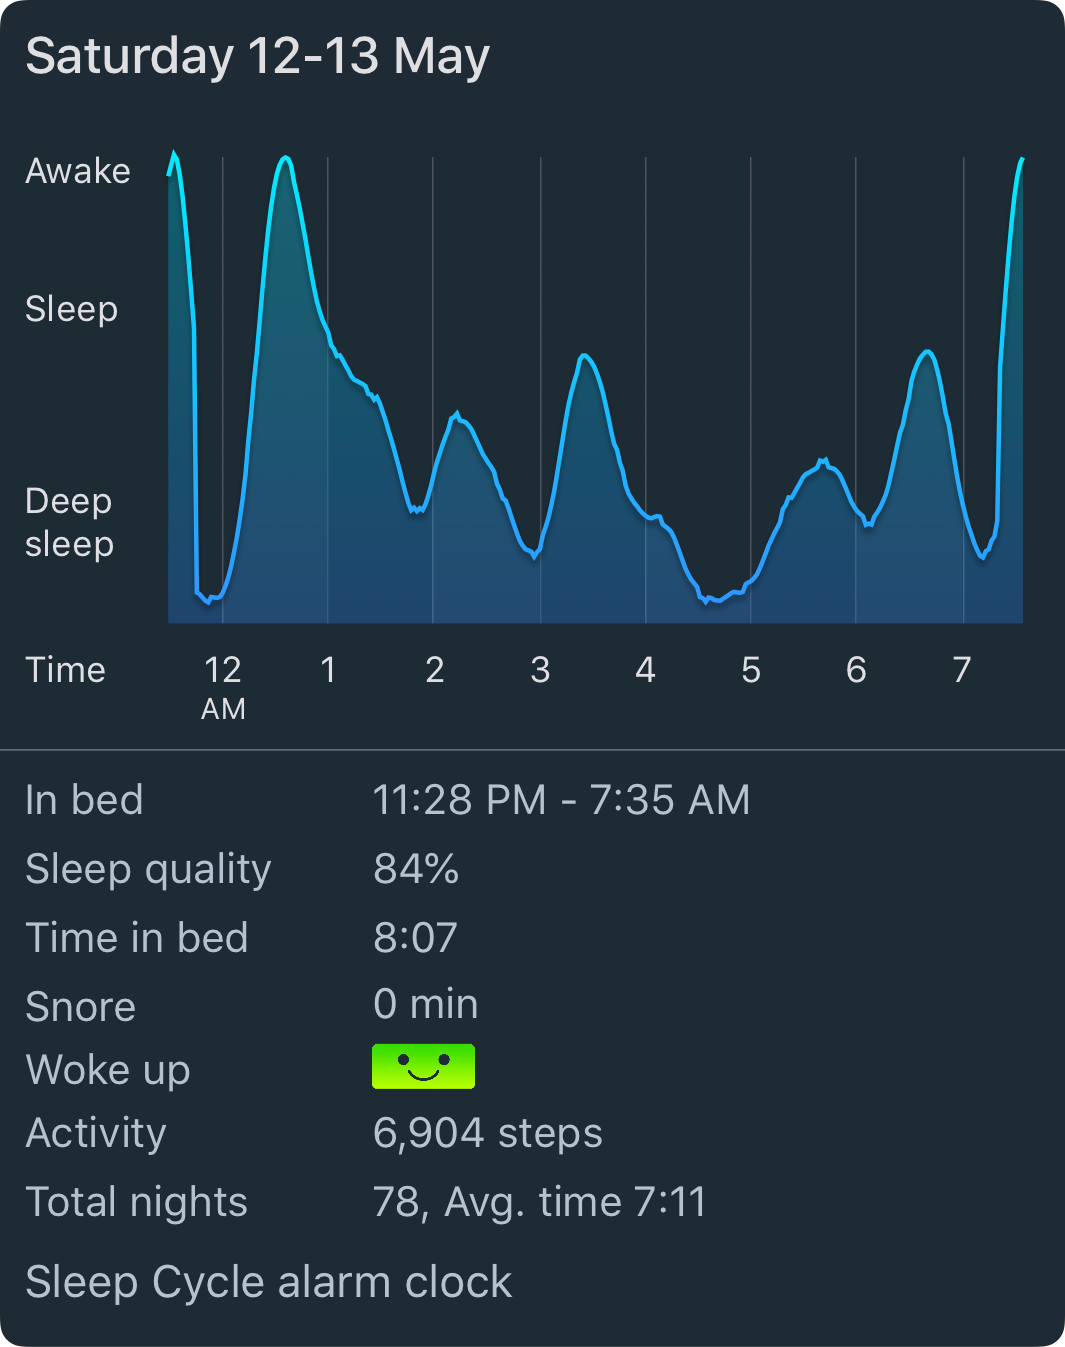 Saturday 12-13 May
Awake
Sleep
Deep
sleep
Time 12 1 2 3 4 5 6 7
AM
In bed 11:28 PM - 7:35 AM
Sleep quality 84%
Time in bed 8:07
Snore 0 min
Woke up
Activity 6,904 steps
Total nights 78, Avg. time 7:11
Sleep Cycle alarm clock